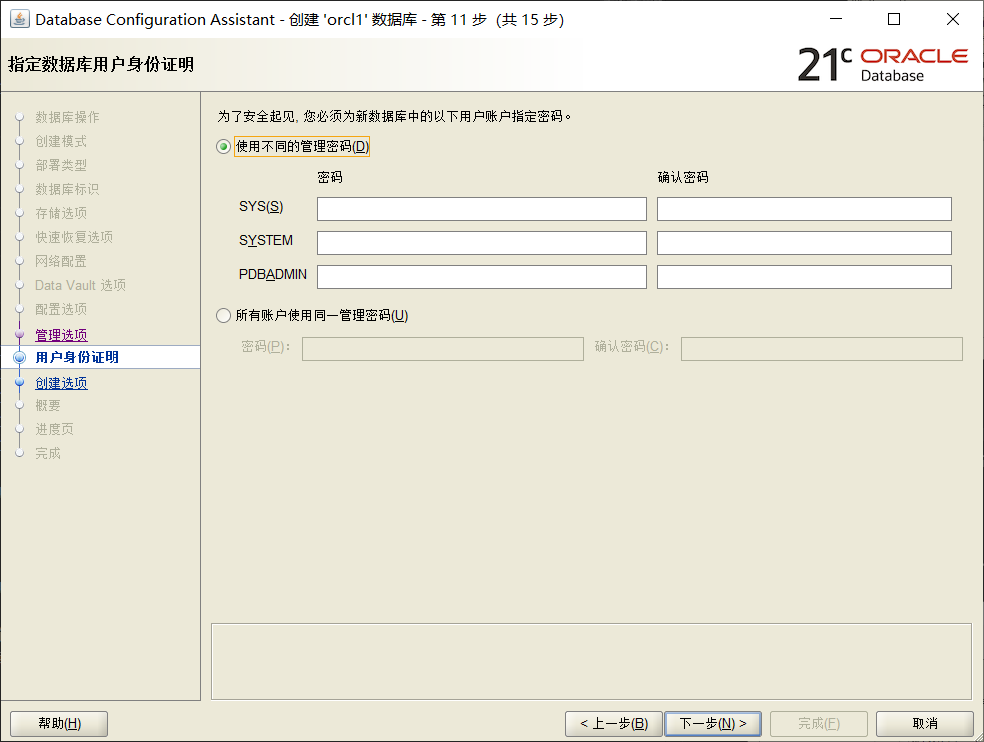 Database Configuration Assistant - 创建 'orcl1' 数据库 - 第 11 步 (共 15 步)
指定数据库用户身份证明
21c ORACLE
Database
数据库操作
创建模式
部署类型
数据库标识
存储选项
快速恢复选项
网络配置
Data Vault 选项
配置选项
管理选项
用户身份证明
创建选项
概要
进度页
完成
为了安全起见, 您必须为新数据库中的以下用户账户指定密码。
使用不同的管理密码(D)
密码 确认密码
SYS(S)
SYSTEM
PDBADMIN
所有账户使用同一管理密码(U)
密码(P): 确认密码(C):
帮助(H) < 上一步(B) 下一步(N) > 完成(F) 取消